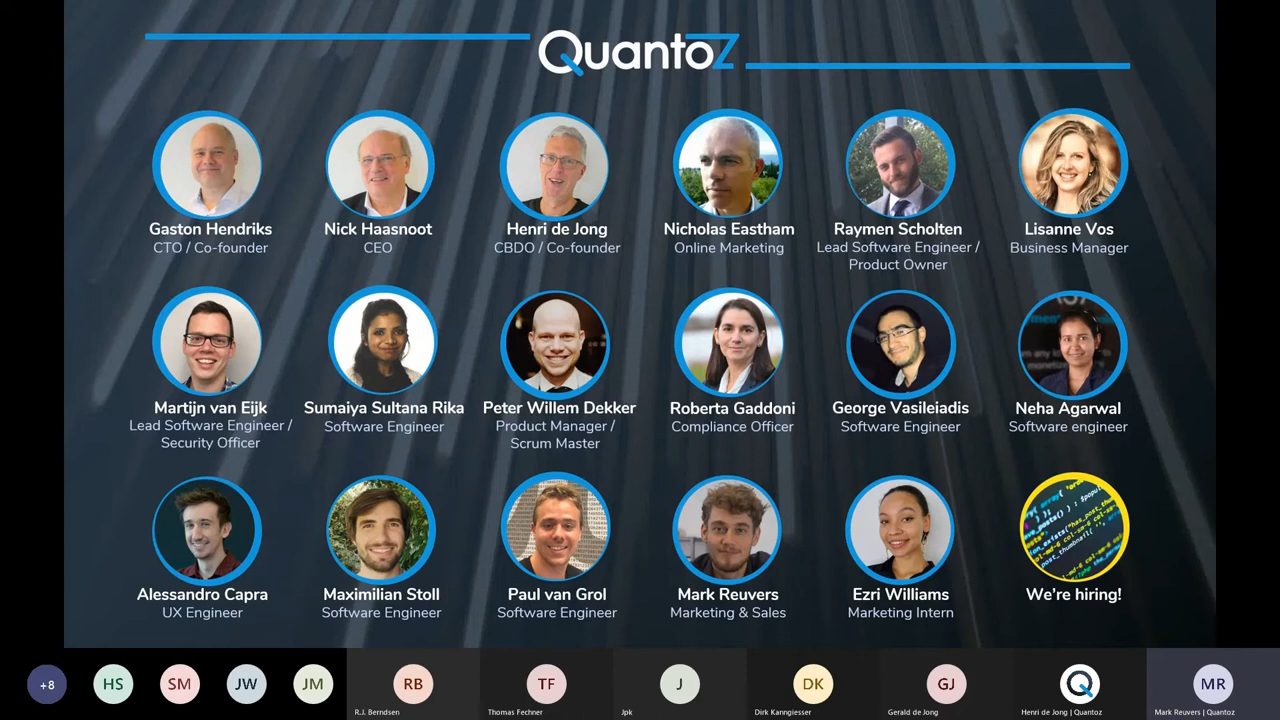 QuantoZ
Gaston Hendriks
CTO / Co-founder
Nick Haasnoot
CEO
Henri de Jong
CBDO / Co-founder
Nicholas Eastham
Online Marketing
Raymen Scholten
Lead Software Engineer /
Product Owner
Lisanne Vos
Business Manager
Martijn van Eijk
Lead Software Engineer /
Security Officer
Sumaiya Sultana Rika
Software Engineer
Peter Willem Dekker
Product Manager /
Scrum Master
Roberta Gaddoni
Compliance Officer
George Vasileiadis
Software Engineer
Neha Agarwal
Software engineer
Alessandro Capra
UX Engineer
Maximilian Stoll
Software Engineer
Paul van Grol
Software Engineer
Mark Reuvers
Marketing & Sales
Ezri Williams
Marketing Intern
We're hiring!
+8
HS
SM
JW
JM
RB
R.J. Berndsen
TF
Thomas Fechner
J
Jpk
DK
Dirk Kanngiesser
GJ
Gerald de Jong
Q
Henri de Jong | Quantoz
MR
Mark Reuvers | Quantoz